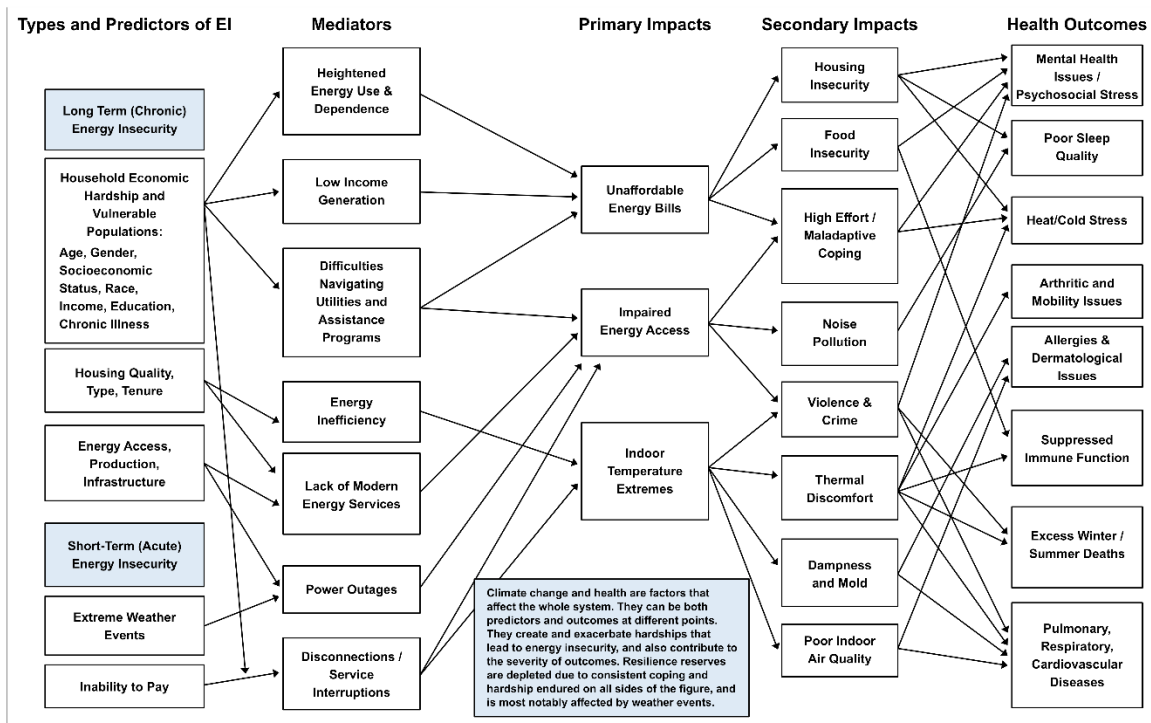 Types and Predictors of EI
Mediators
Primary Impacts
Secondary Impacts
Health Outcomes
Long Term (Chronic)
Energy Insecurity
Household Economic
Hardship and
Vulnerable
Populations:
Age, Gender,
Socioeconomic
Status, Race,
Income, Education,
Chronic Illness
Housing Quality,
Type, Tenure
Energy Access,
Production,
Infrastructure
Short-Term (Acute)
Energy Insecurity
Extreme Weather
Events
Inability to Pay
Heightened
Energy Use &
Dependence
Low Income
Generation
Difficulties
Navigating
Utilities and
Assistance
Programs
Energy
Inefficiency
Lack of Modern
Energy Services
Power Outages
Disconnections /
Service
Interruptions
Unaffordable
Energy Bills
Impaired
Energy Access
Indoor
Temperature
Extremes
Climate change and health are factors that
affect the whole system. They can be both
predictors and outcomes at different points.
They create and exacerbate hardships that
lead to energy insecurity, and also contribute to
the severity of outcomes. Resilience reserves
are depleted due to consistent coping and
hardship endured on all sides of the figure, and
is most notably affected by weather events.
Housing
Insecurity
Food
Insecurity
High Effort /
Maladaptive
Coping
Noise
Pollution
Violence &
Crime
Thermal
Discomfort
Dampness
and Mold
Poor Indoor
Air Quality
Mental Health
Issues /
Psychosocial Stress
Poor Sleep
Quality
Heat/Cold Stress
Arthritic and
Mobility Issues
Allergies &
Dermatological
Issues
Suppressed
Immune Function
Excess Winter /
Summer Deaths
Pulmonary,
Respiratory,
Cardiovascular
Diseases